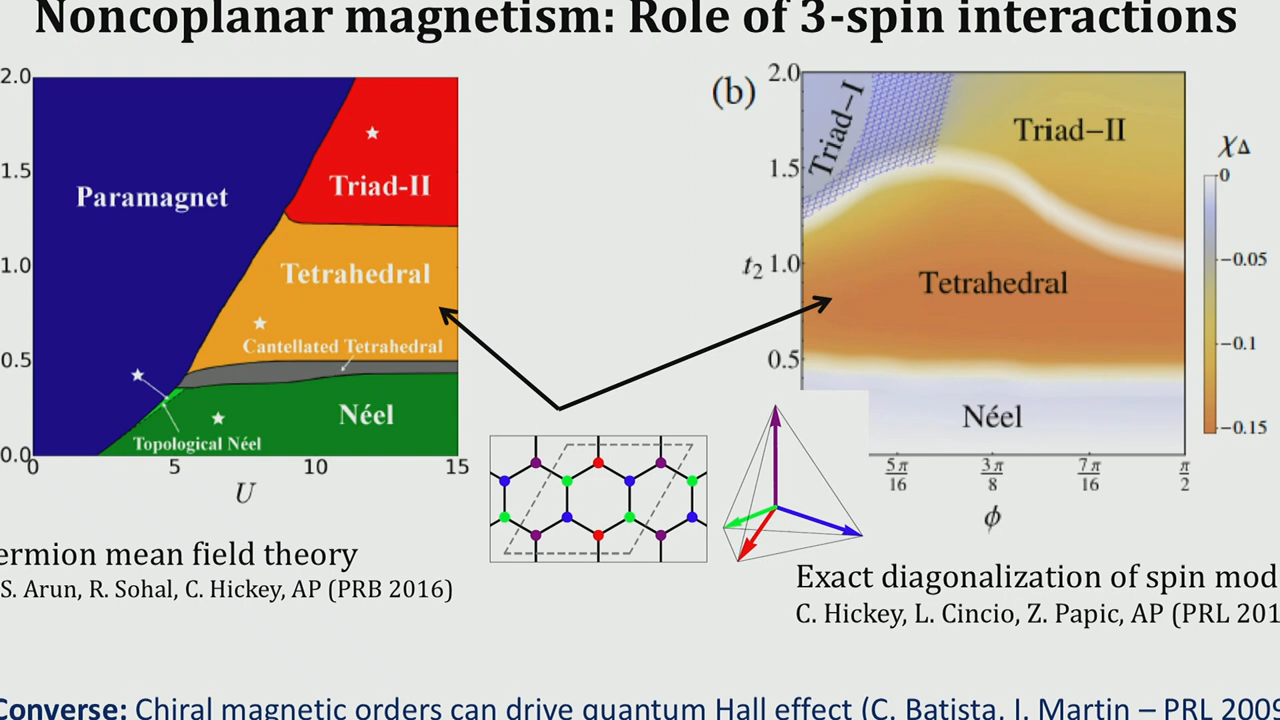 Noncoplanar magnetism: Role of 3-spin interactions
2.0
1.5
1.0
0.5
0.0
0
5
10
15
U
Paramagnet
Triad-II
Tetrahedral
Cantellated Tetrahedral
Néel
Topological Néel
(b)
2.0
1.5
t₂ 1.0
0.5
Triad-I
Triad-II
Tetrahedral
Néel
5π/16
3π/8
7π/16
π/2
ϕ
χΔ
0
-0.05
-0.1
-0.15
ermion mean field theory
S. Arun, R. Sohal, C. Hickey, AP (PRB 2016)
Exact diagonalization of spin mod
C. Hickey, L. Cincio, Z. Papic, AP (PRL 201
Converse: Chiral magnetic orders can drive quantum Hall effect (C. Batista, I. Martin – PRL 2009